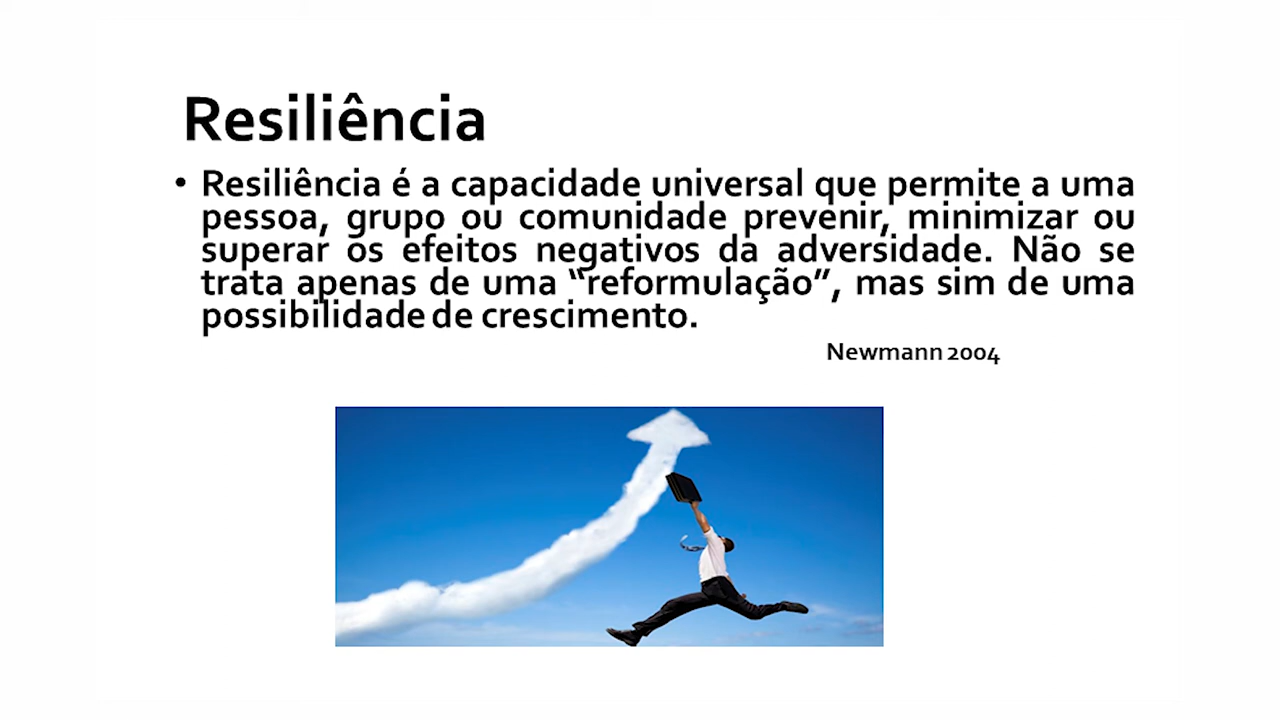 Resiliência
• Resiliência é a capacidade universal que permite a uma
pessoa, grupo ou comunidade prevenir, minimizar ou
superar os efeitos negativos da adversidade. Não se
trata apenas de uma “reformulação”, mas sim de uma
possibilidade de crescimento.
Newmann 2004